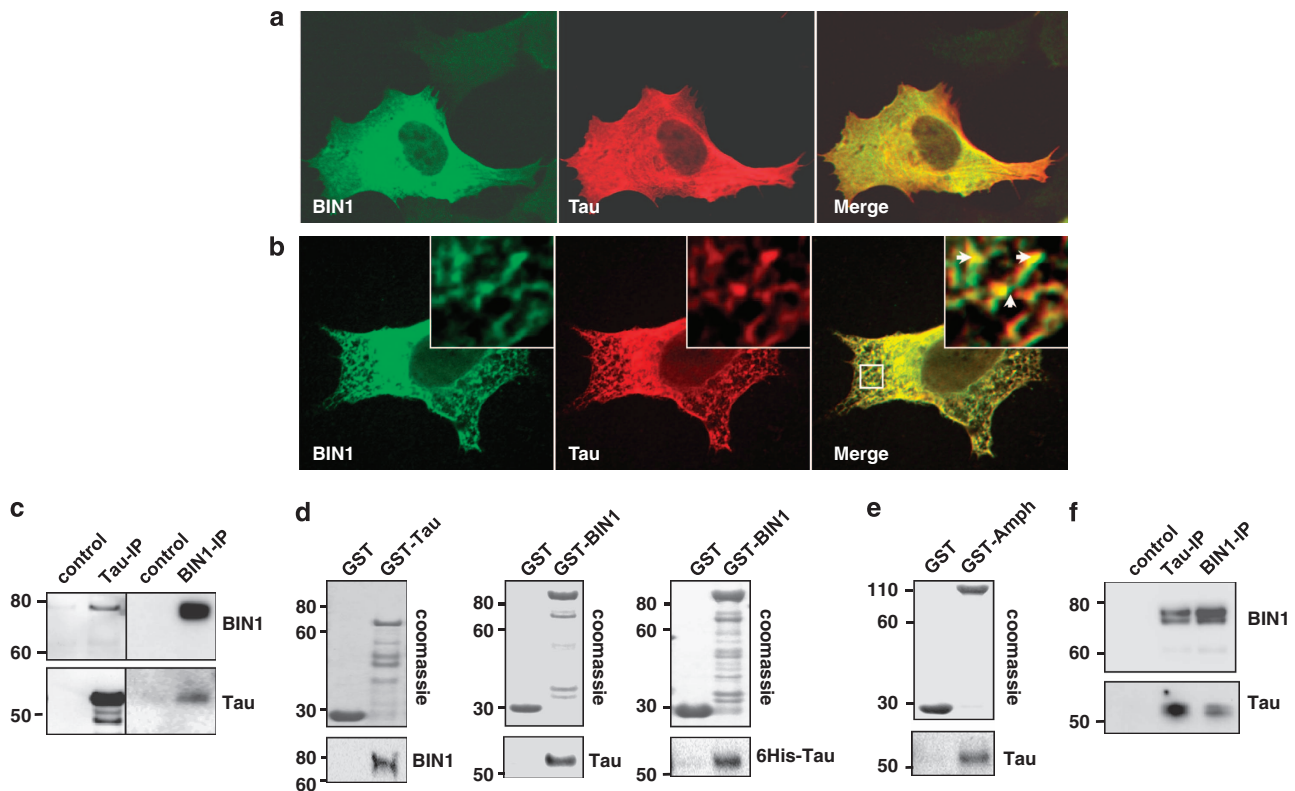 a
BIN1
Tau
Merge
b
BIN1
Tau
Merge
c
control
Tau-IP
control
BIN1-IP
80
60
BIN1
50
Tau
d
GST
GST-Tau
80
60
30
coomassie
80
60
BIN1
GST
GST-BIN1
80
60
30
coomassie
50
Tau
GST
GST-BIN1
80
60
30
coomassie
50
6His-Tau
e
GST
GST-Amph
110
60
30
coomassie
50
Tau
f
control
Tau-IP
BIN1-IP
80
60
BIN1
50
Tau